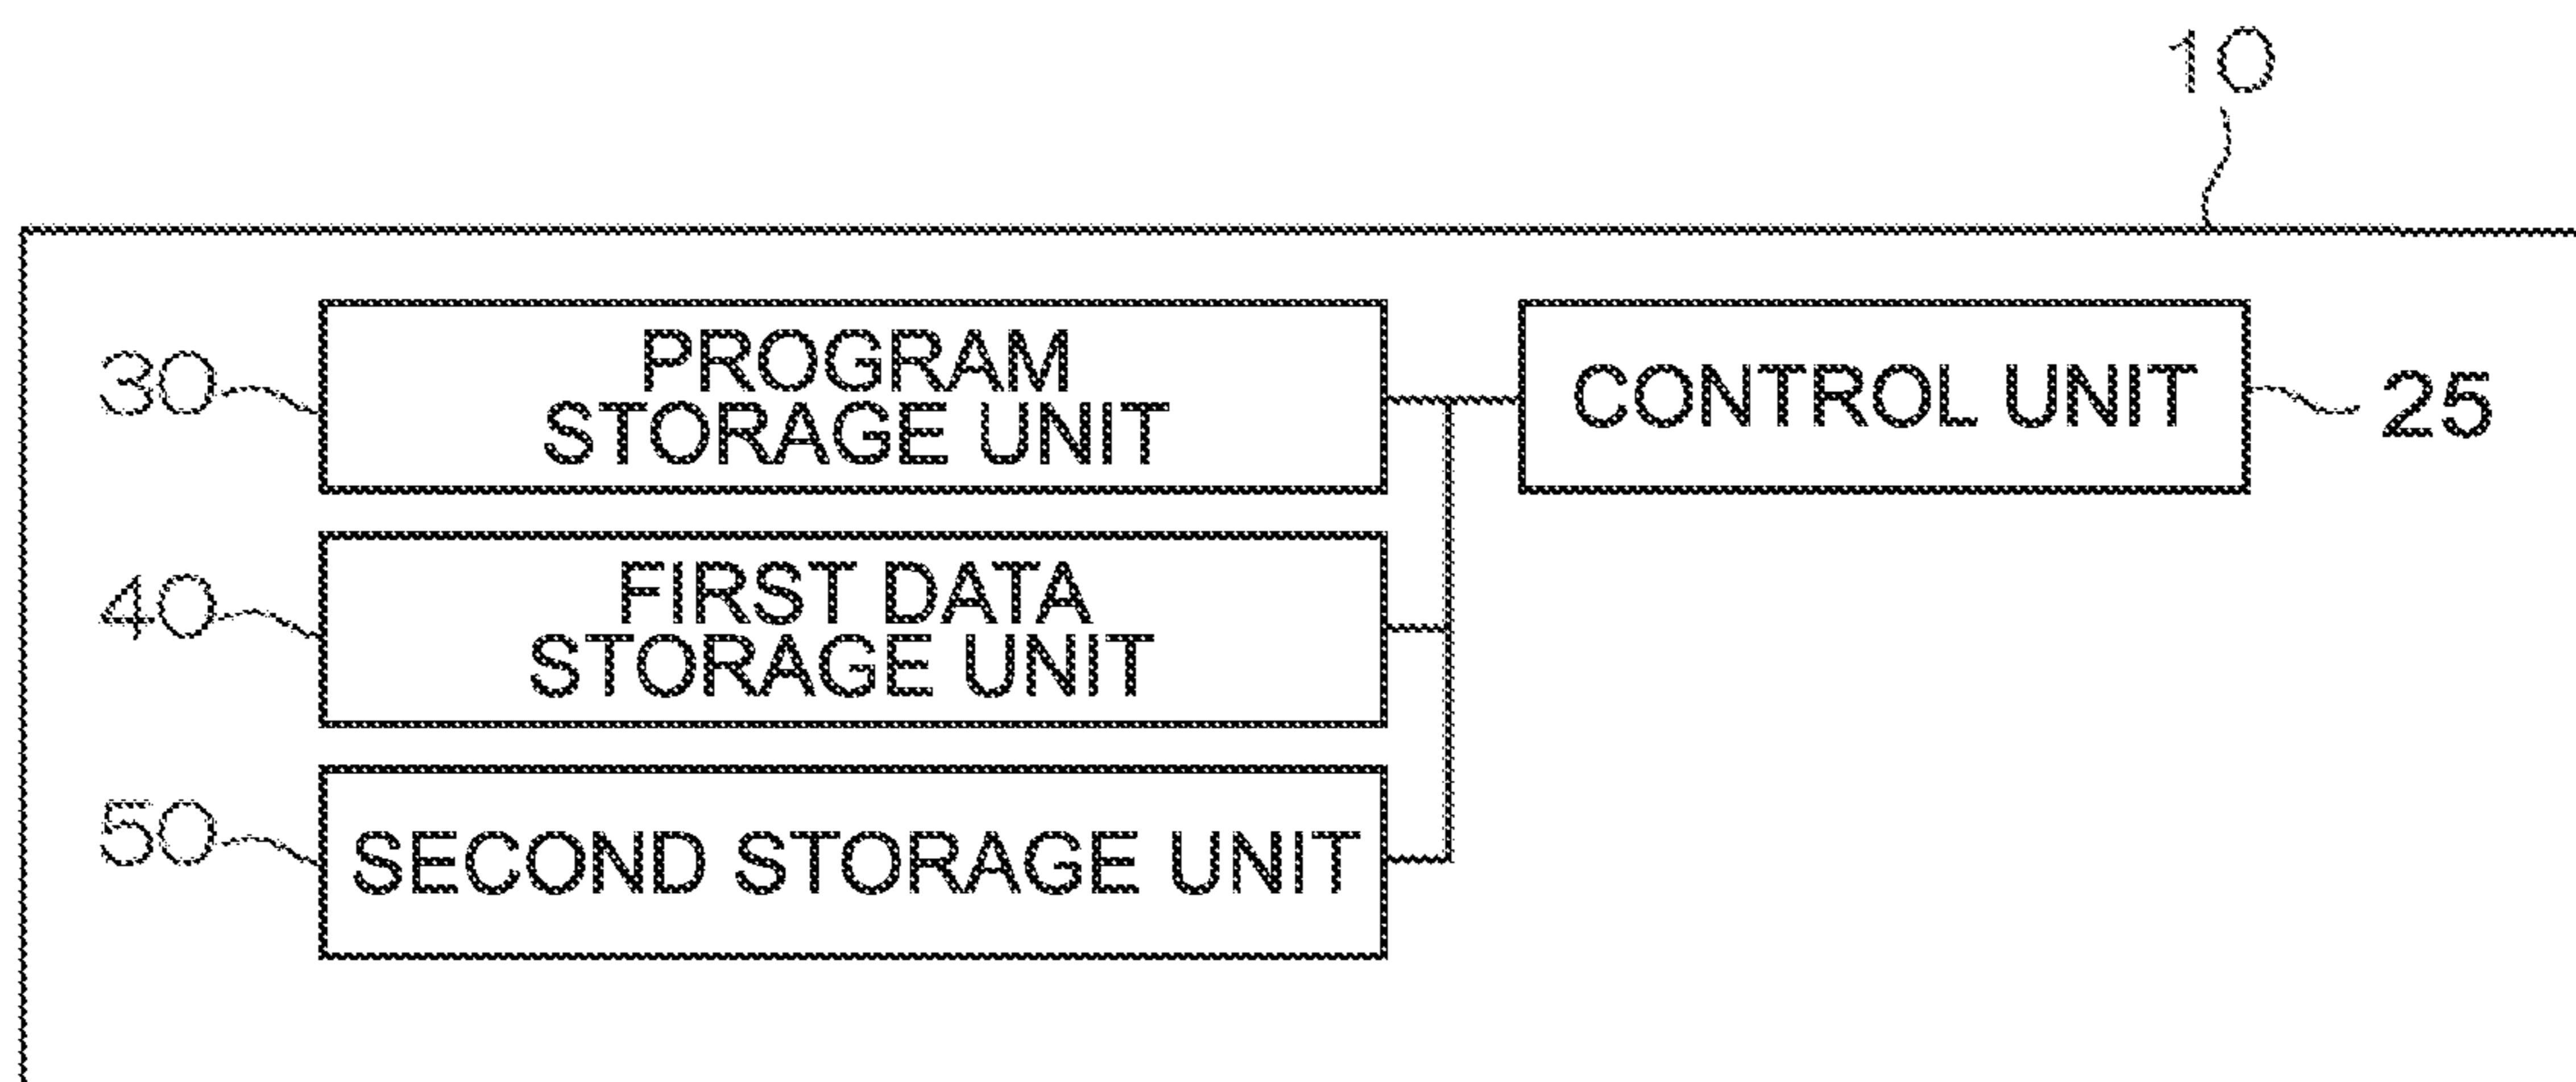 10
30
PROGRAM
STORAGE UNIT
CONTROL UNIT
25
40
FIRST DATA
STORAGE UNIT
50
SECOND STORAGE UNIT